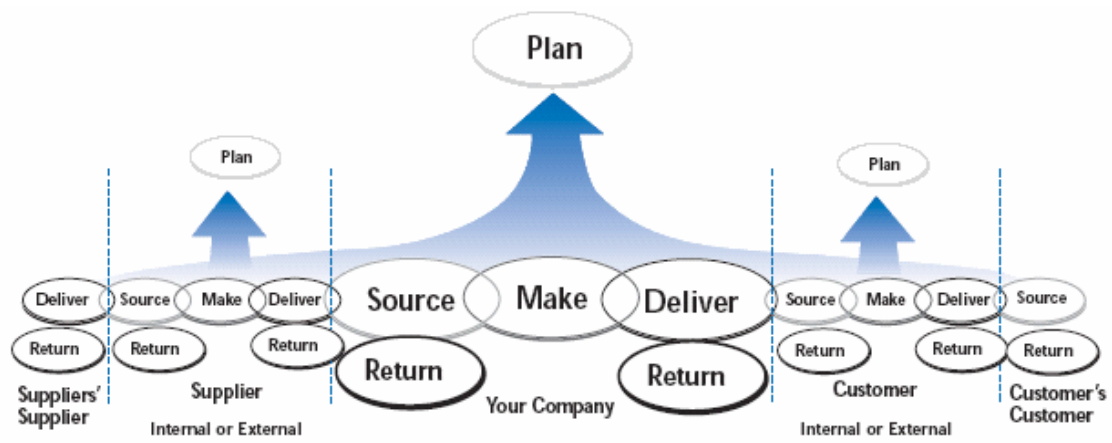 Plan
Plan
Plan
Deliver
Source
Make
Deliver
Source
Make
Deliver
Source
Make
Deliver
Source
Return
Return
Return
Return
Return
Return
Return
Return
Suppliers'
Supplier
Supplier
Internal or External
Your Company
Customer
Internal or External
Customer's
Customer